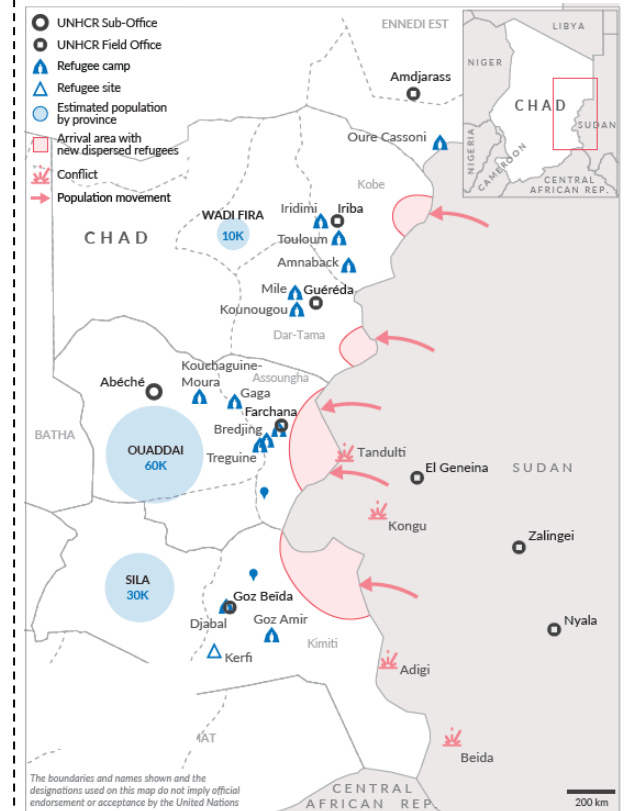 UNHCR Sub-Office
UNHCR Field Office
Refugee camp
Refugee site
Estimated population
by province
Arrival area with
new dispersed refugees
Conflict
Population movement
ENNEDI EST
Amdjarass
Oure Cassoni
LIBYA
NIGER
CHAD
SUDAN
NIGERIA
CAMEROON
CENTRAL
AFRICAN REP.
Kobe
WADI FIRA
10K
Iridimi
Iriba
CHAD
Touloum
Amnaback
Mile
Guéréda
Kounougou
Dar-Tama
Kouchaguine-
Moura
Assoungha
Abéché
Gaga
Farchana
BATHA
Bredjing
OUADDAI
60K
Treguine
Tandulti
El Geneina
SUDAN
Kongu
Zalingei
SILA
30K
Goz Beïda
Djabal
Goz Amir
Nyala
Kimiti
Kerfi
Adigi
Beida
The boundaries and names shown and the
designations used on this map do not imply official
endorsement or acceptance by the United Nations
CENTRAL
AFRICAN REP.
200 km